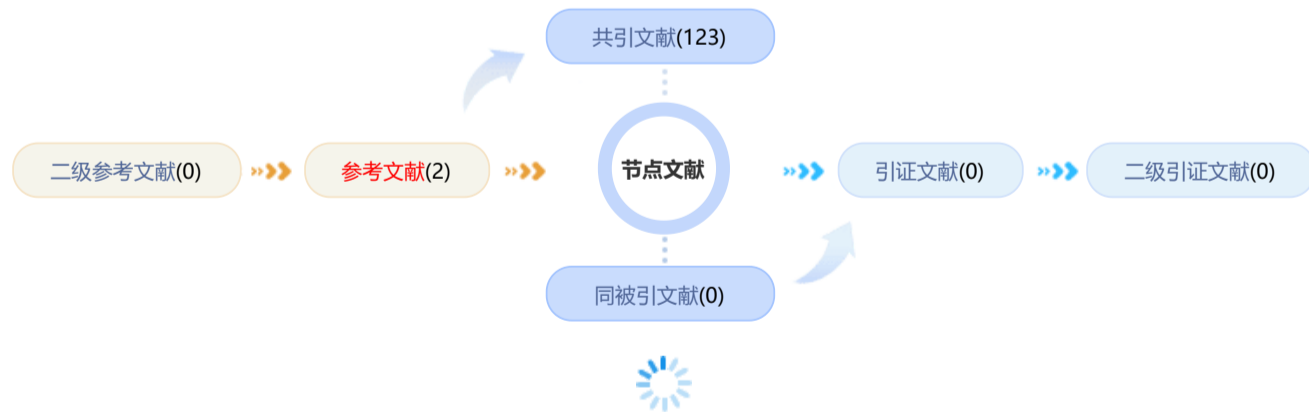 共引文献(123)
二级参考文献(0)
参考文献(2)
节点文献
引证文献(0)
二级引证文献(0)
同被引文献(0)